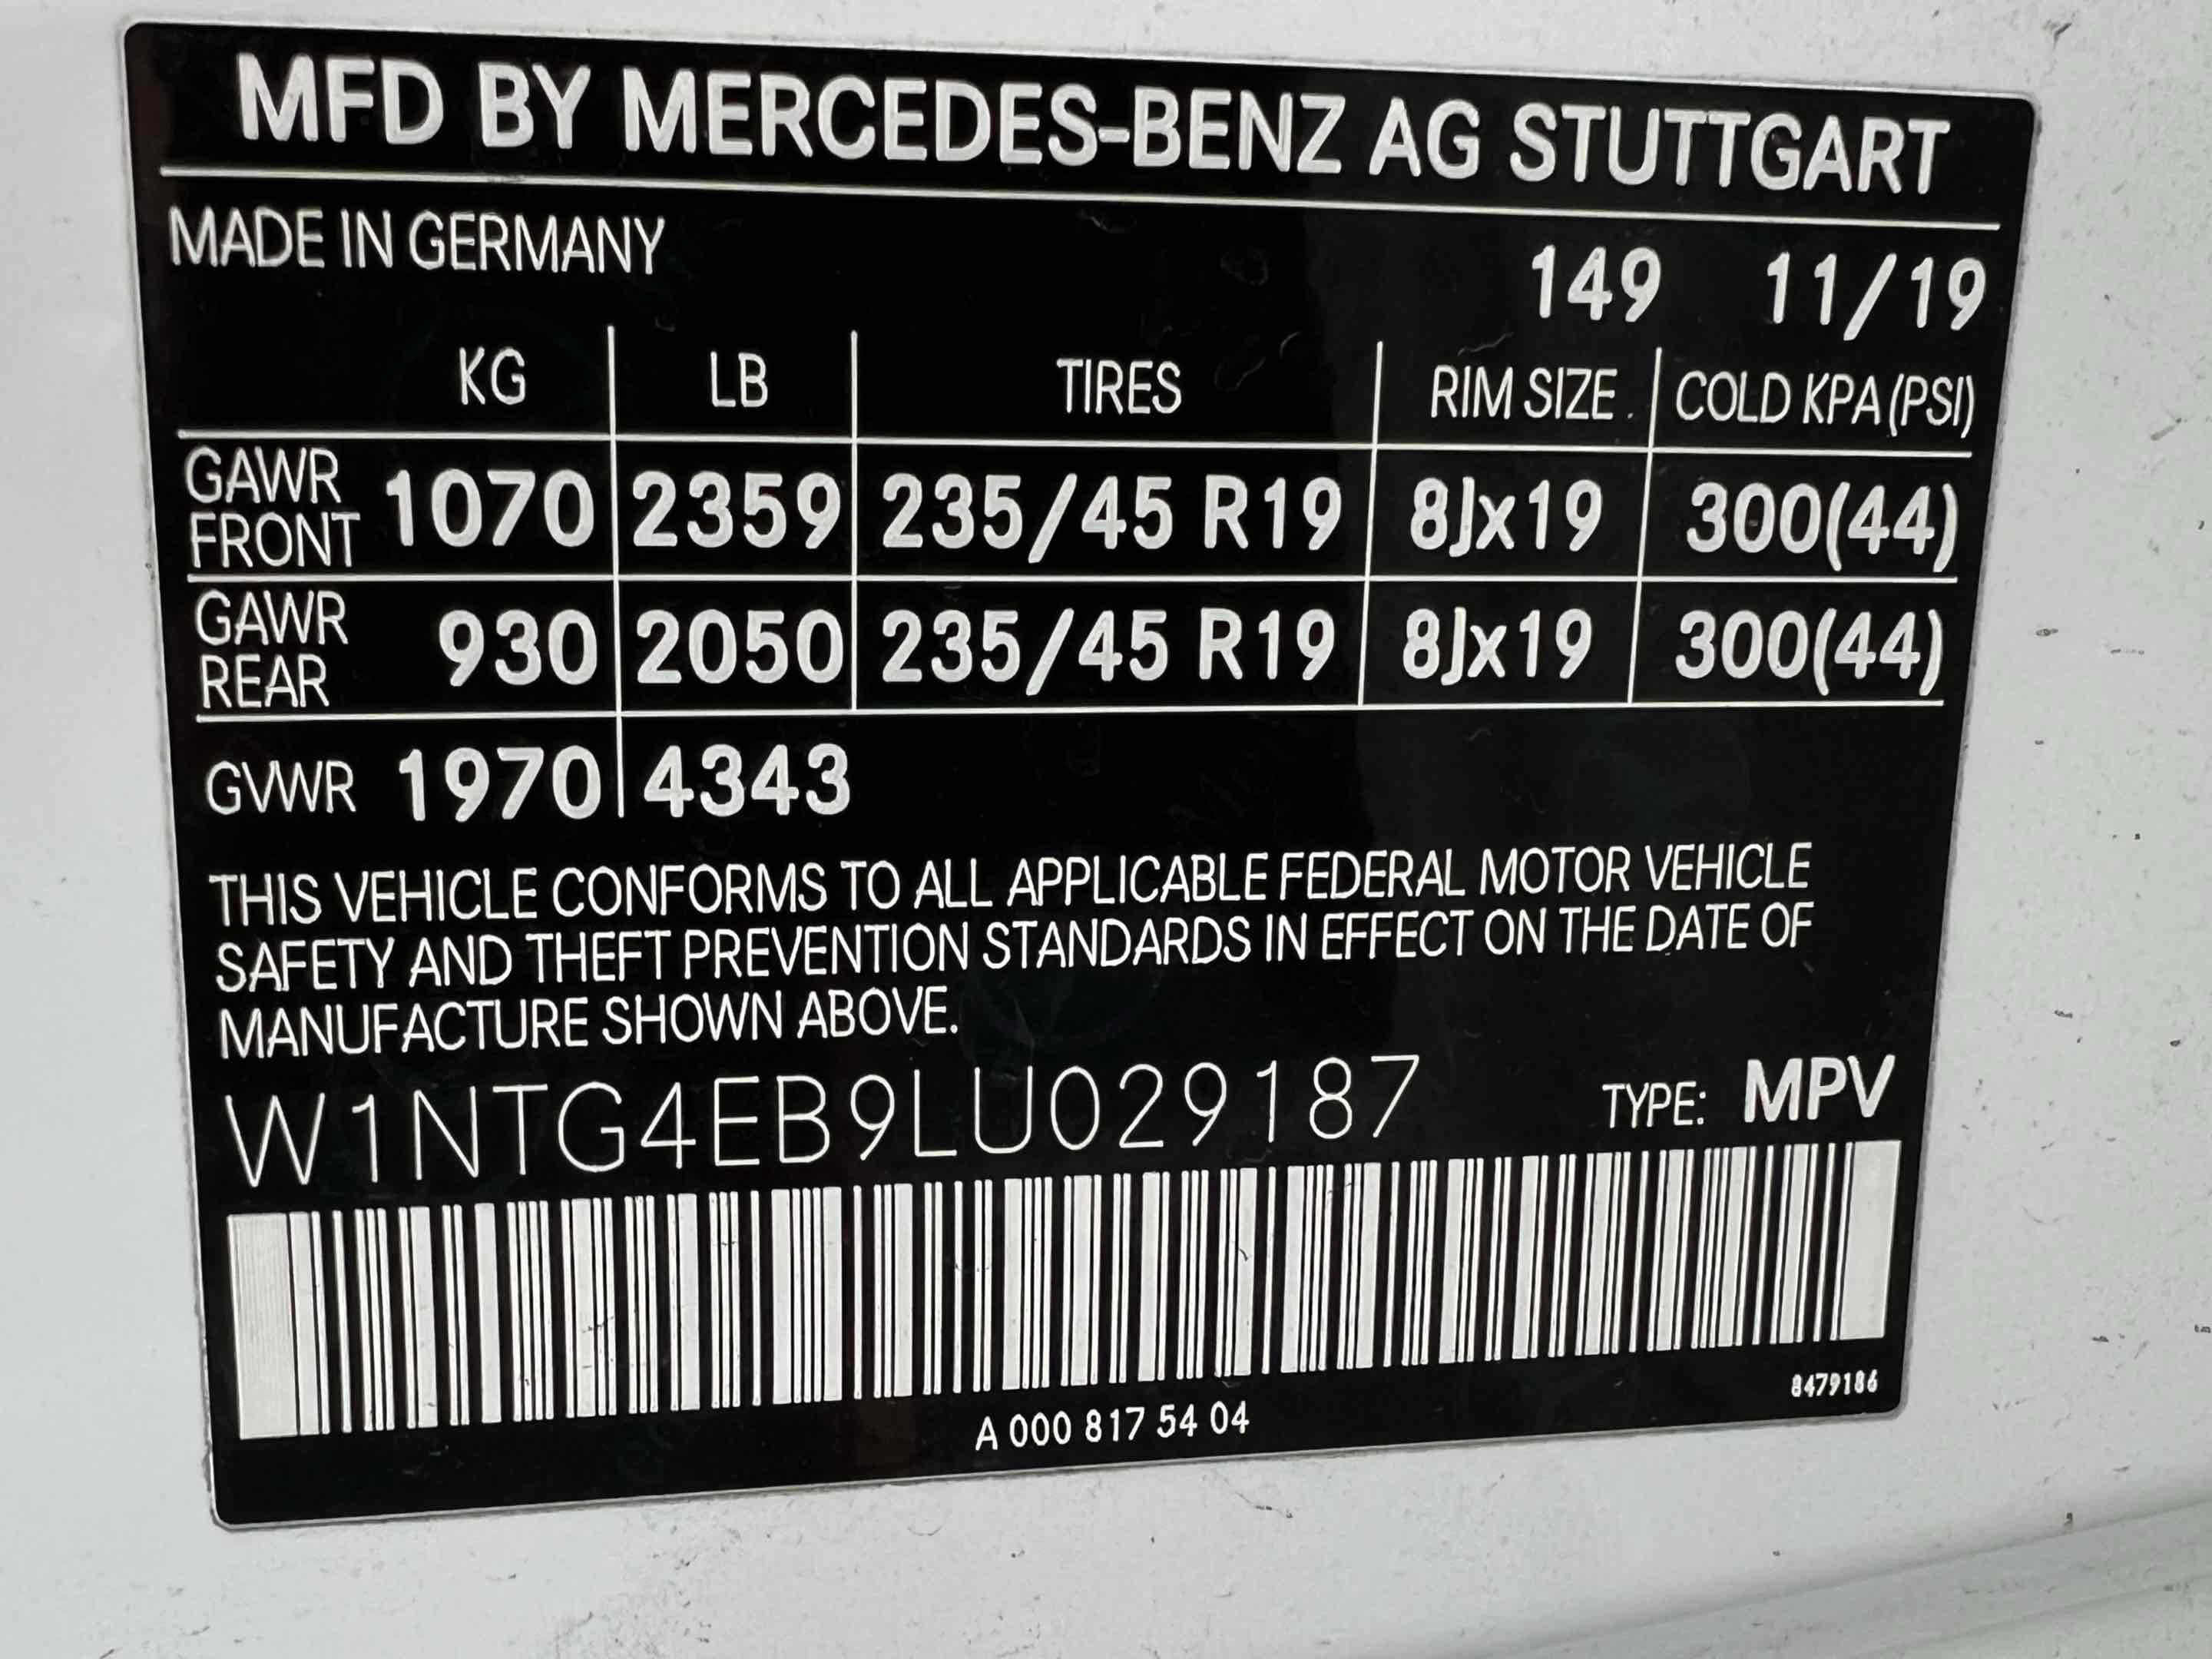 MFD BY MERCEDES-BENZ AG STUTTGART
MADE IN GERMANY 149 11/19
KG LB TIRES RIM SIZE . COLD KPA (PSI)
GAWR FRONT 1070 2359 235/45 R19 8Jx19 300(44)
GAWR REAR 930 2050 235/45 R19 8Jx19 300(44)
GVWR 1970 4343
THIS VEHICLE CONFORMS TO ALL APPLICABLE FEDERAL MOTOR VEHICLE
SAFETY AND THEFT PREVENTION STANDARDS IN EFFECT ON THE DATE OF
MANUFACTURE SHOWN ABOVE.
W1NTG4EB9LU029187 TYPE: MPV
8479186
A 000 817 54 04